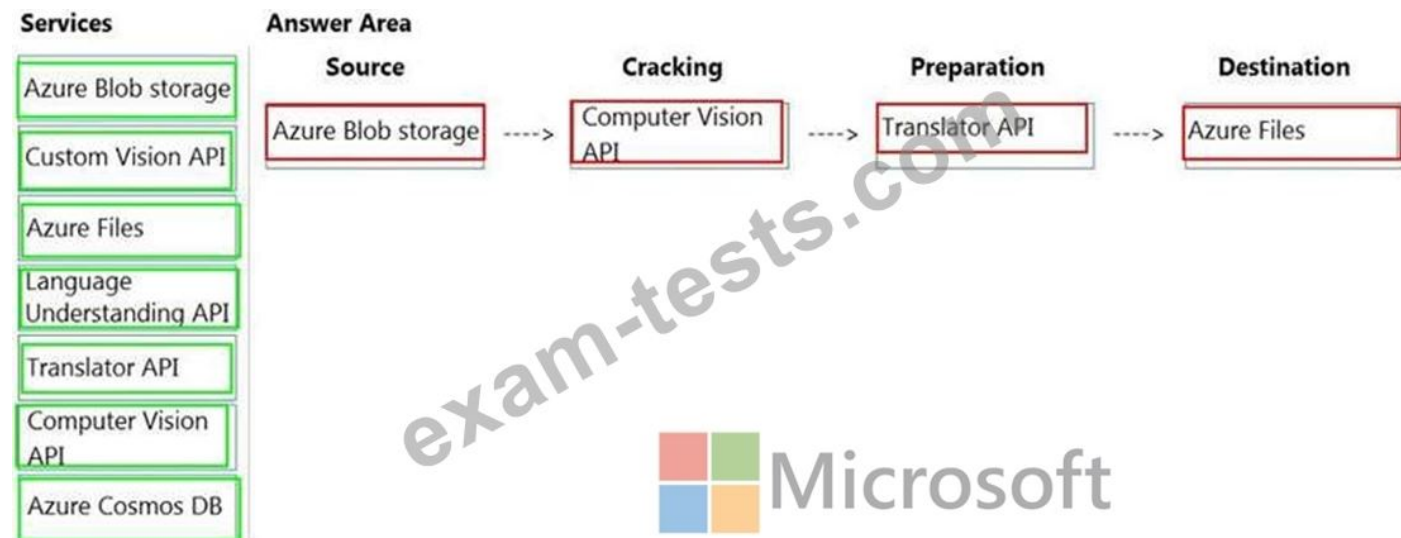 Services
Answer Area
Source
Cracking
Preparation
Destination
Azure Blob storage
Custom Vision API
Azure Files
Language
Understanding API
Translator API
Computer Vision
API
Azure Cosmos DB
Azure Blob storage
---->
Computer Vision
API
---->
Translator API
---->
Azure Files
exam-tests.com
Microsoft